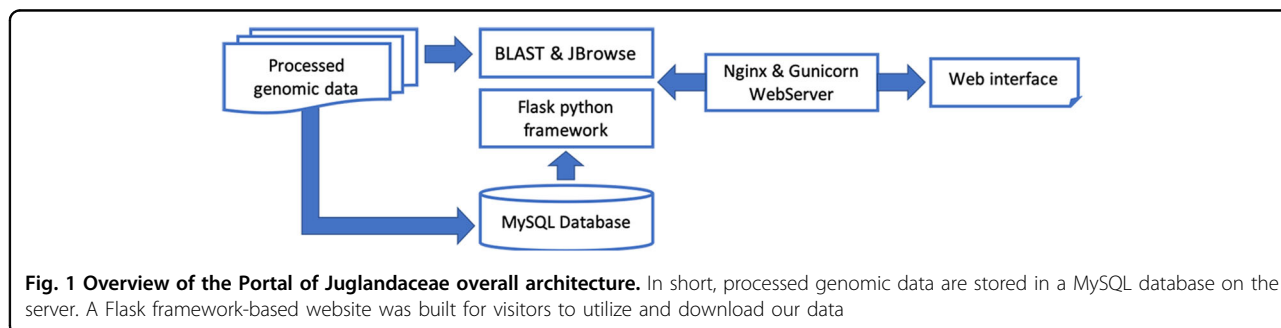 Processed
genomic data
BLAST & JBrowse
Flask python
framework
MySQL Database
Nginx & Gunicorn
WebServer
Web interface
Fig. 1 Overview of the Portal of Juglandaceae overall architecture. In short, processed genomic data are stored in a MySQL database on the
server. A Flask framework-based website was built for visitors to utilize and download our data